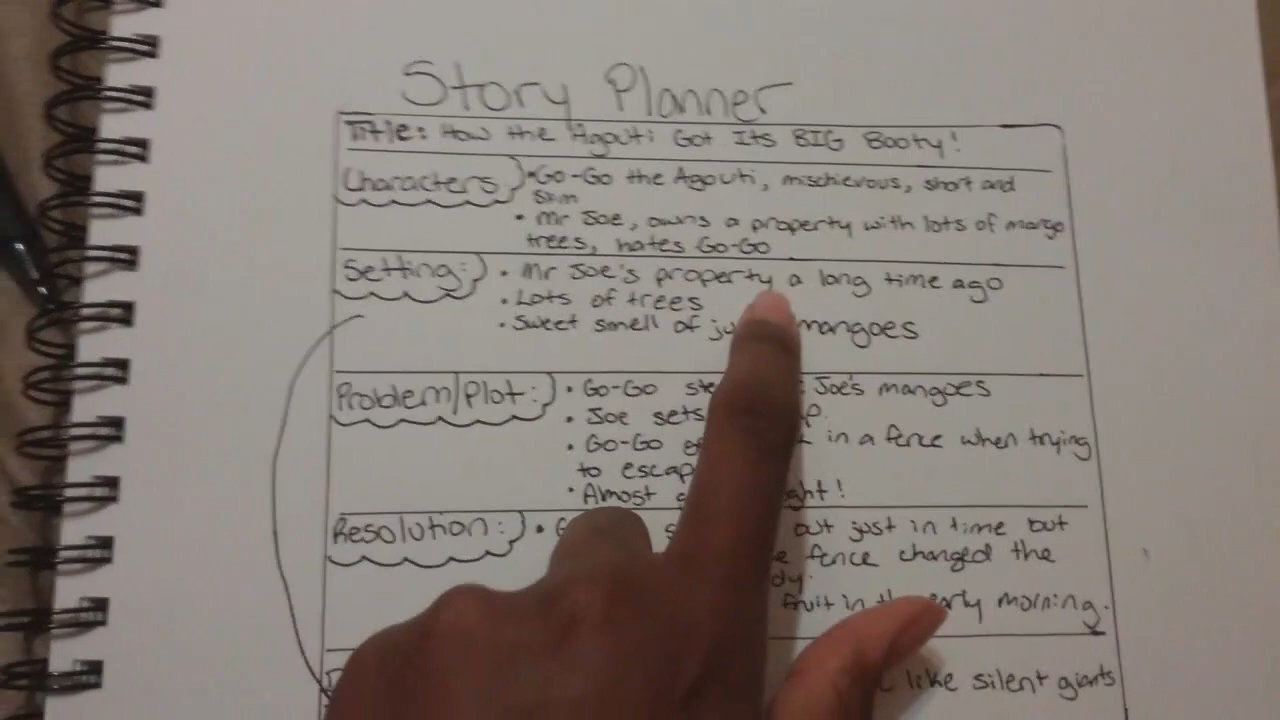 Story Planner
Title: How the Agouti Got Its BIG Booty!
Characters • Go-Go the Agouti, mischievous, short and
slim
• Mr Joe, owns a property with lots of mango
trees, hates Go-Go
Setting: • Mr Joe's property a long time ago
• Lots of trees
• Sweet smell of mangoes
Problem/Plot: • Go-Go Joe's mangoes
• Joe sets
• Go-Go in a fence when trying
to
• Almost
Resolution: • out just in time but
fence changed the
fruit in early morning.
like silent giants